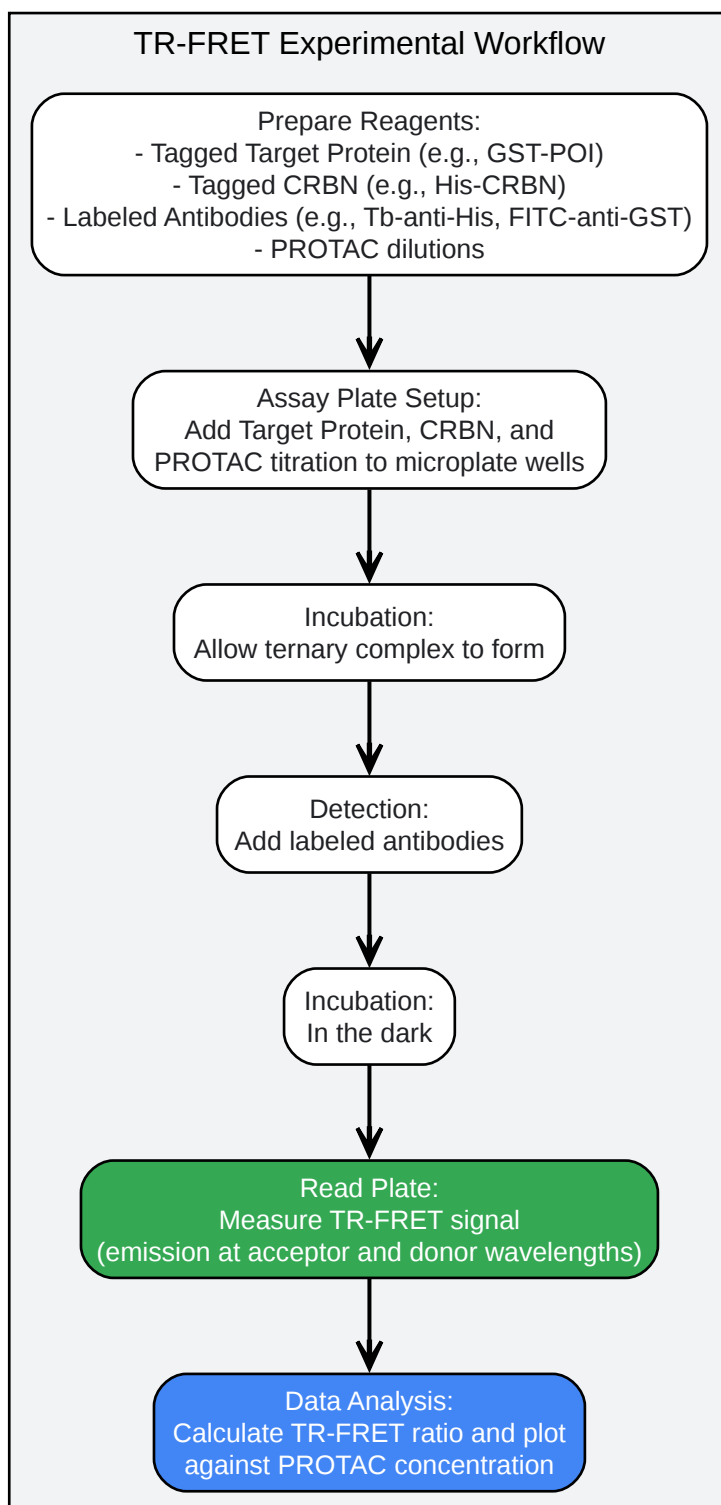 TR-FRET Experimental Workflow
Prepare Reagents:
- Tagged Target Protein (e.g., GST-POI)
- Tagged CRBN (e.g., His-CRBN)
- Labeled Antibodies (e.g., Tb-anti-His, FITC-anti-GST)
- PROTAC dilutions
Assay Plate Setup:
Add Target Protein, CRBN, and
PROTAC titration to microplate wells
Incubation:
Allow ternary complex to form
Detection:
Add labeled antibodies
Incubation:
In the dark
Read Plate:
Measure TR-FRET signal
(emission at acceptor and donor wavelengths)
Data Analysis:
Calculate TR-FRET ratio and plot
against PROTAC concentration